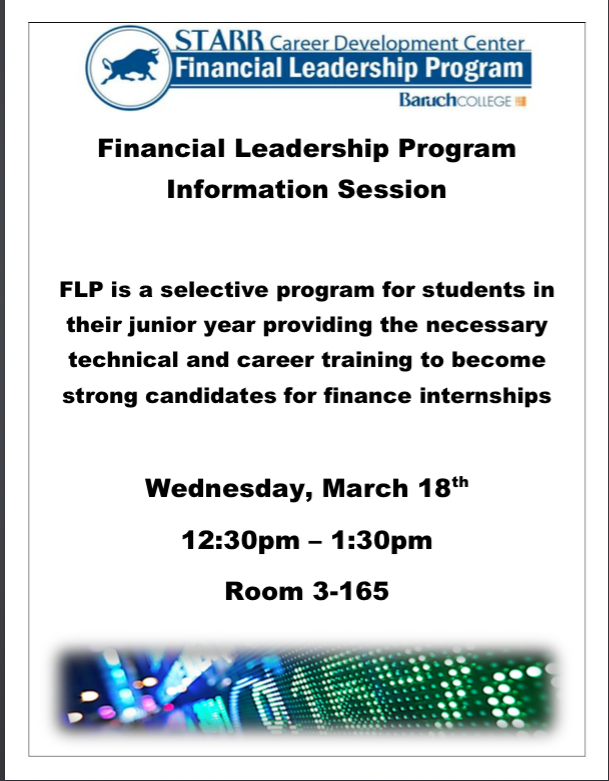 STARR Career Development Center
Financial Leadership Program
BaruchCOLLEGE
Financial Leadership Program
Information Session
FLP is a selective program for students in
their junior year providing the necessary
technical and career training to become
strong candidates for finance internships
Wednesday, March 18th
12:30pm – 1:30pm
Room 3-165